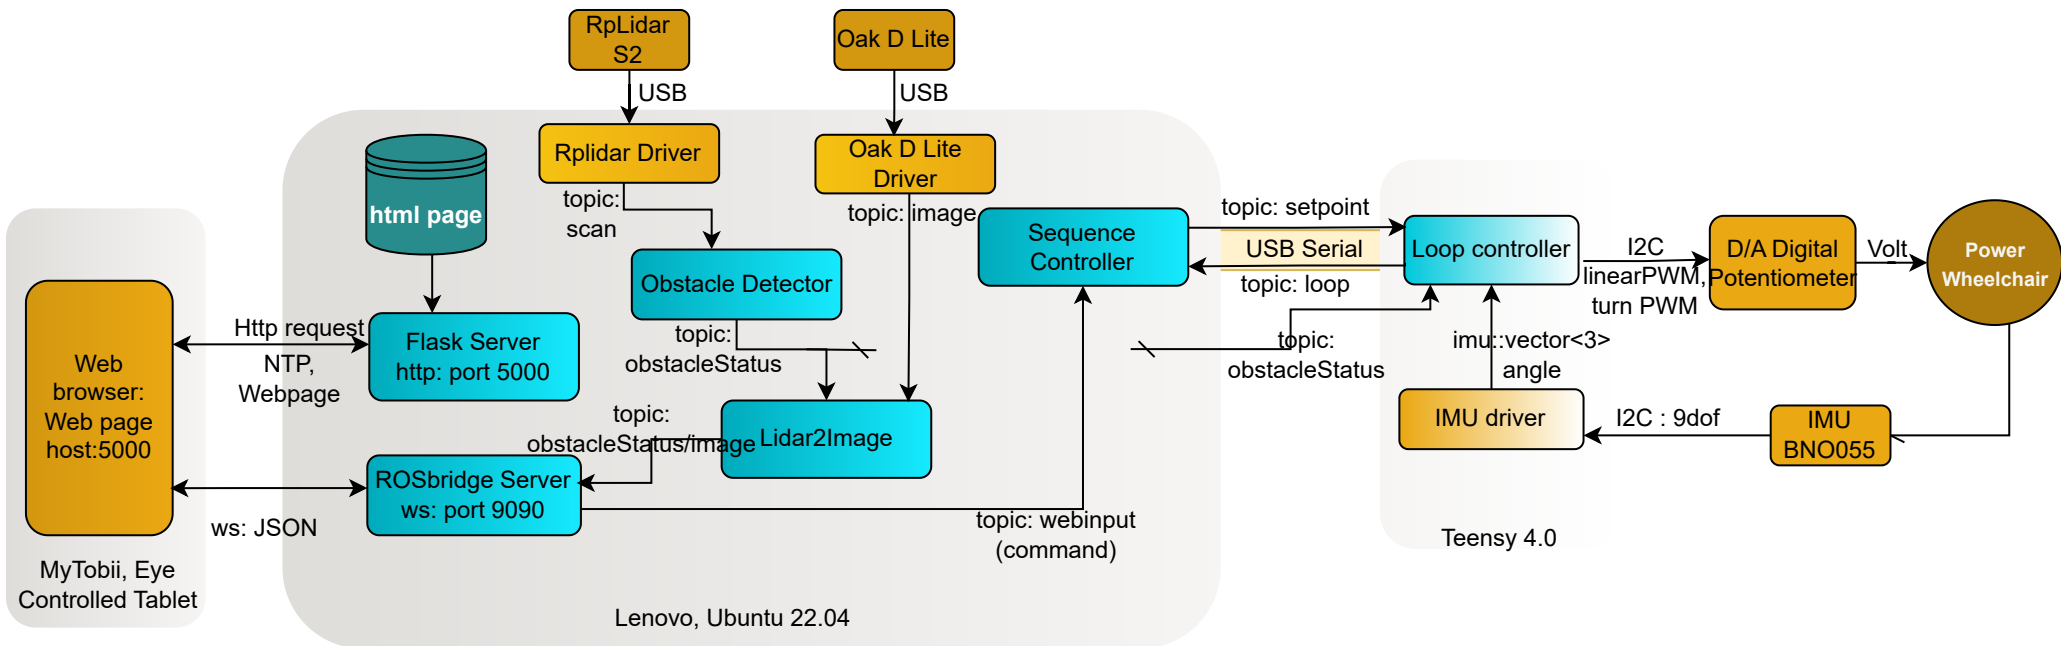 RpLidar
S2
Oak D Lite
USB
USB
Rplidar Driver
Oak D Lite
Driver
topic:
scan
topic: image
html page
Obstacle Detector
Sequence
Controller
topic: setpoint
USB Serial
topic: loop
Loop controller
I2C
linearPWM,
turn PWM
D/A Digital
Potentiometer
Volt
Power
Wheelchair
Http request
NTP,
Webpage
Flask Server
http: port 5000
topic:
obstacleStatus
topic:
obstacleStatus
imu::vector<3>
angle
Web
browser:
Web page
host:5000
topic:
obstacleStatus/image
Lidar2Image
IMU driver
I2C : 9dof
IMU
BNO055
ROSbridge Server
ws: port 9090
ws: JSON
topic: webinput
(command)
Teensy 4.0
MyTobii, Eye
Controlled Tablet
Lenovo, Ubuntu 22.04